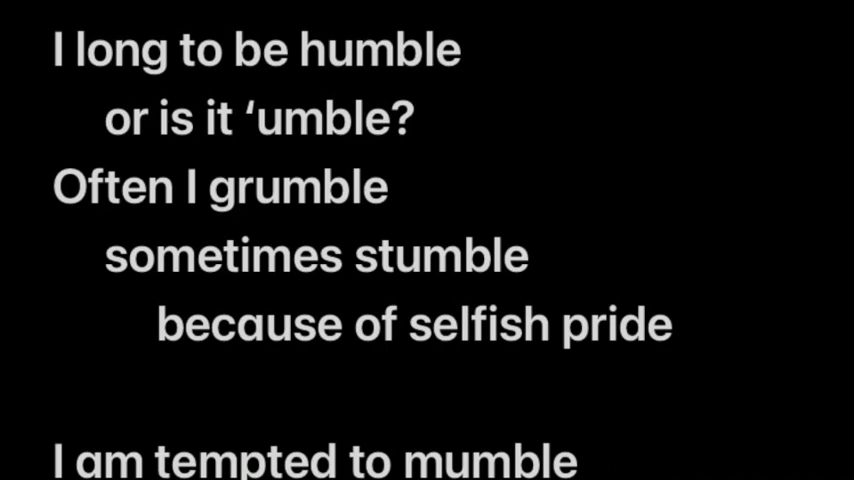 I long to be humble
or is it ‘umble?
Often I grumble
sometimes stumble
because of selfish pride
I am tempted to mumble